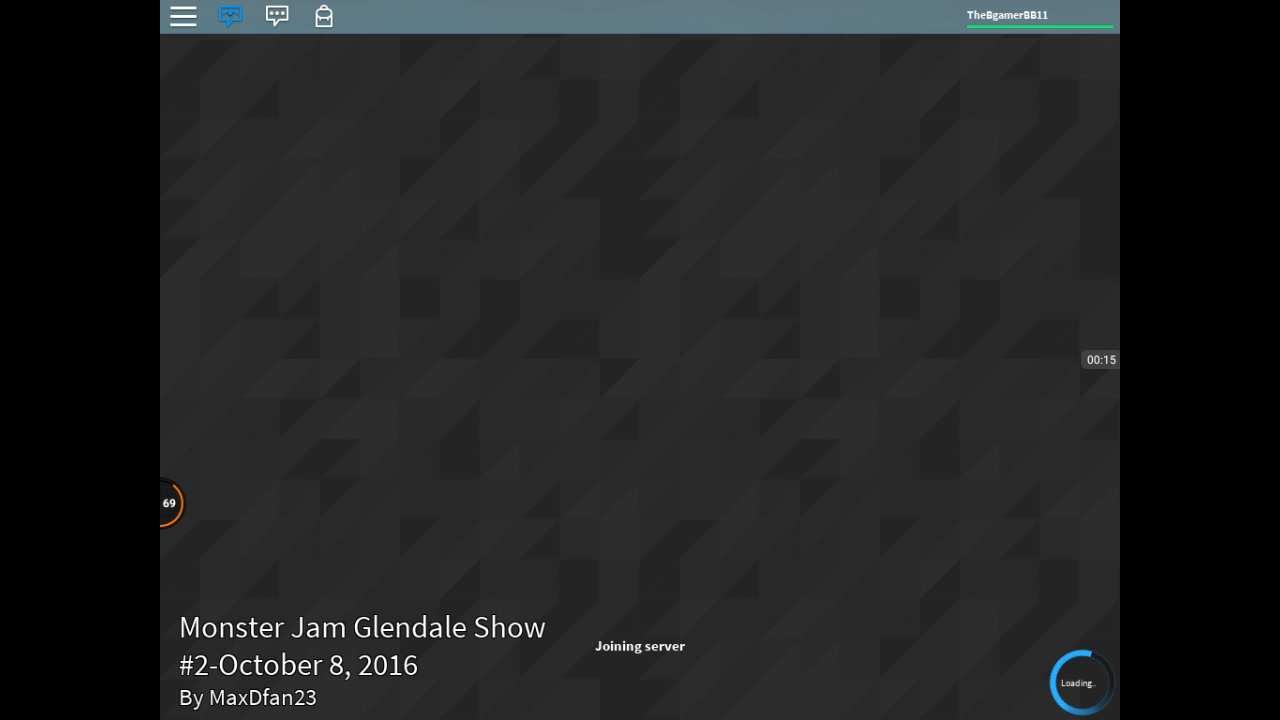 TheBgamerBB11
00:15
69
Monster Jam Glendale Show
#2-October 8, 2016
By MaxDfan23
Joining server
Loading..